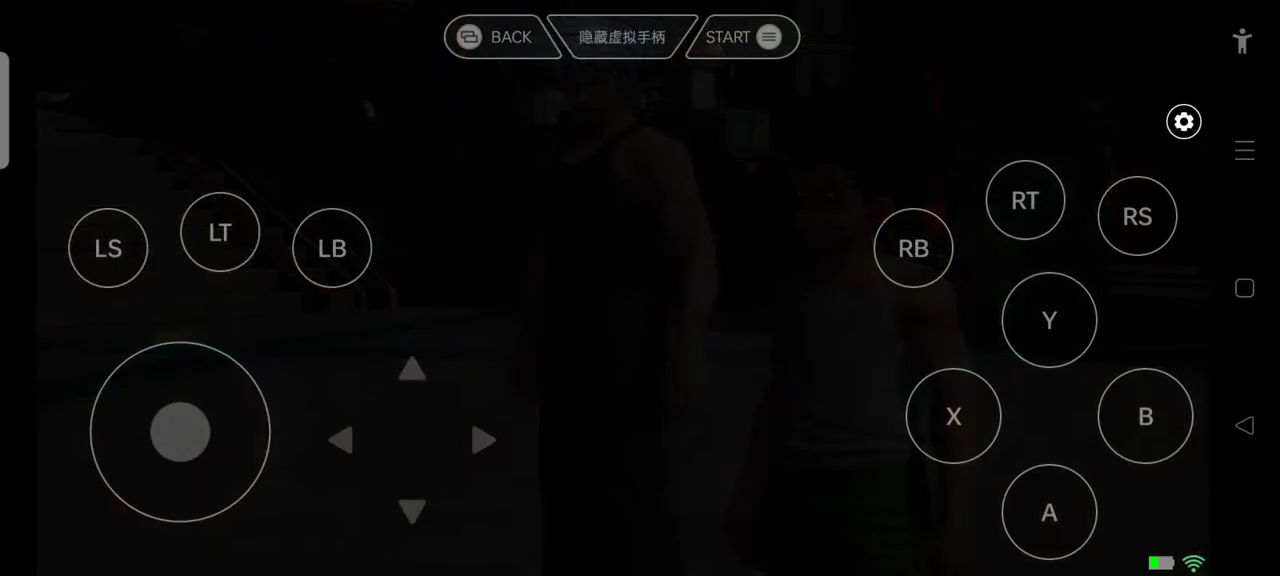 BACK 隐藏虚拟手柄 START
LS LT LB RB RT RS
Y
X B
A